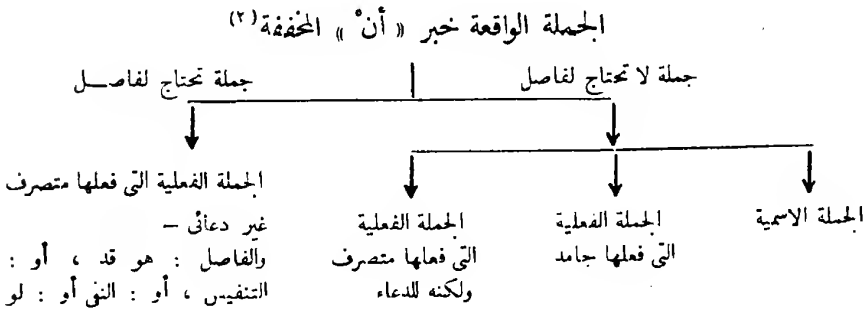 الجملة الواقعة خبر « أنْ » المخففة (٢)
جملة لا تحتاج لفاصل
جملة تحتاج لفاصـــل
الجملة الاسمية
الجملة الفعلية
التى فعلها جامد
الجملة الفعلية
التى فعلها متصرف
ولكنه للدعاء
الجملة الفعلية التى فعلها متصرف
غير دعائى –
والفاصل : هو قد ، أو :
التنفيس ، أو : النفى أو : لو